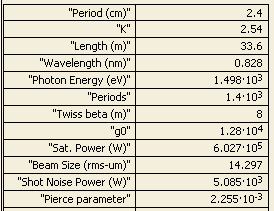 "Period (cm)" 2.4
"K" 2.54
"Length (m)" 33.6
"Wavelength (nm)" 0.828
"Photon Energy (eV)" 1.498·10³
"Periods" 1.4·10³
"Twiss beta (m)" 8
"g0" 1.28·10⁴
"Sat. Power (W)" 6.027·10⁵
"Beam Size (rms-um)" 14.297
"Shot Noise Power (W)" 5.085·10³
"Pierce parameter" 2.255·10⁻³